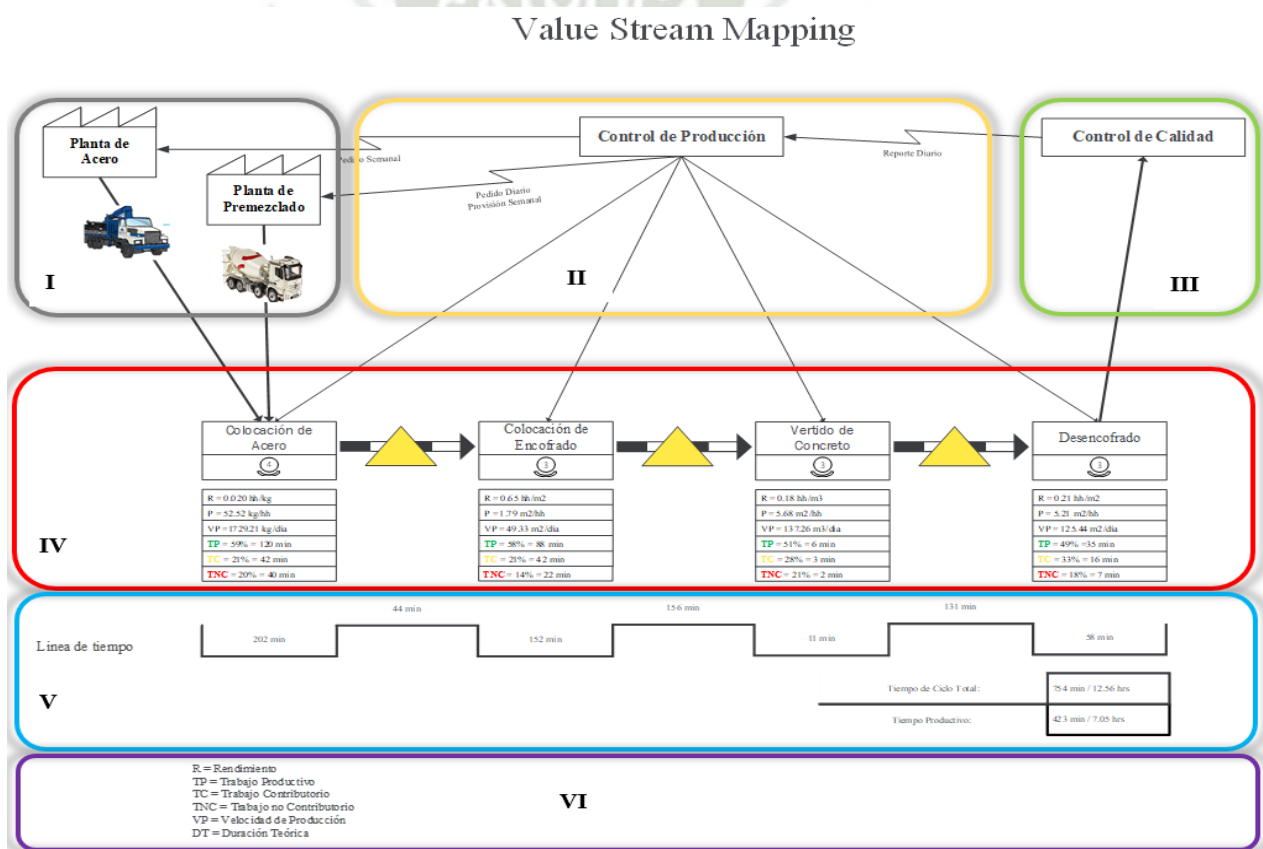 Value Stream Mapping
Planta de
Acero
Planta de
Premezclado
I
Control de Producción
Pedido Semanal
Pedido Diario
Provisión Semanal
Reporte Diario
II
Control de Calidad
III
Colocación de
Acero
4
R = 0.020 hh/kg
P = 52.52 kg/hh
VP =1729.21 kg/dia
TP = 59% = 120 min
TC = 21% = 42 min
TNC = 20% = 40 min
Colocación de
Encofrado
3
R = 0.65 hh/m2
P = 1.79 m2/hh
VP = 49.33 m2/dia
TP = 58% = 88 min
TC = 21% = 42 min
TNC = 14% = 22 min
Vertido de
Concreto
3
R = 0.18 hh/m3
P = 5.68 m2/hh
VP = 137.26 m3/dia
TP = 51% = 6 min
TC = 28% = 3 min
TNC = 21% = 2 min
Desencofrado
3
R = 0.21 hh/m2
P = 5.21 m2/hh
VP = 125.44 m2/dia
TP = 49% =35 min
TC = 33% = 16 min
TNC = 18% = 7 min
IV
44 min
156 min
131 min
Linea de tiempo
202 min
152 min
11 min
58 min
V
Tiempo de Ciclo Total:
754 min / 12.56 hrs
Tiempo Productivo:
423 min / 7.05 hrs
R = Rendimiento
TP = Trabajo Productivo
TC = Trabajo Contributorio
TNC = Trabajo no Contributorio
VP = Velocidad de Producción
DT = Duración Teórica
VI